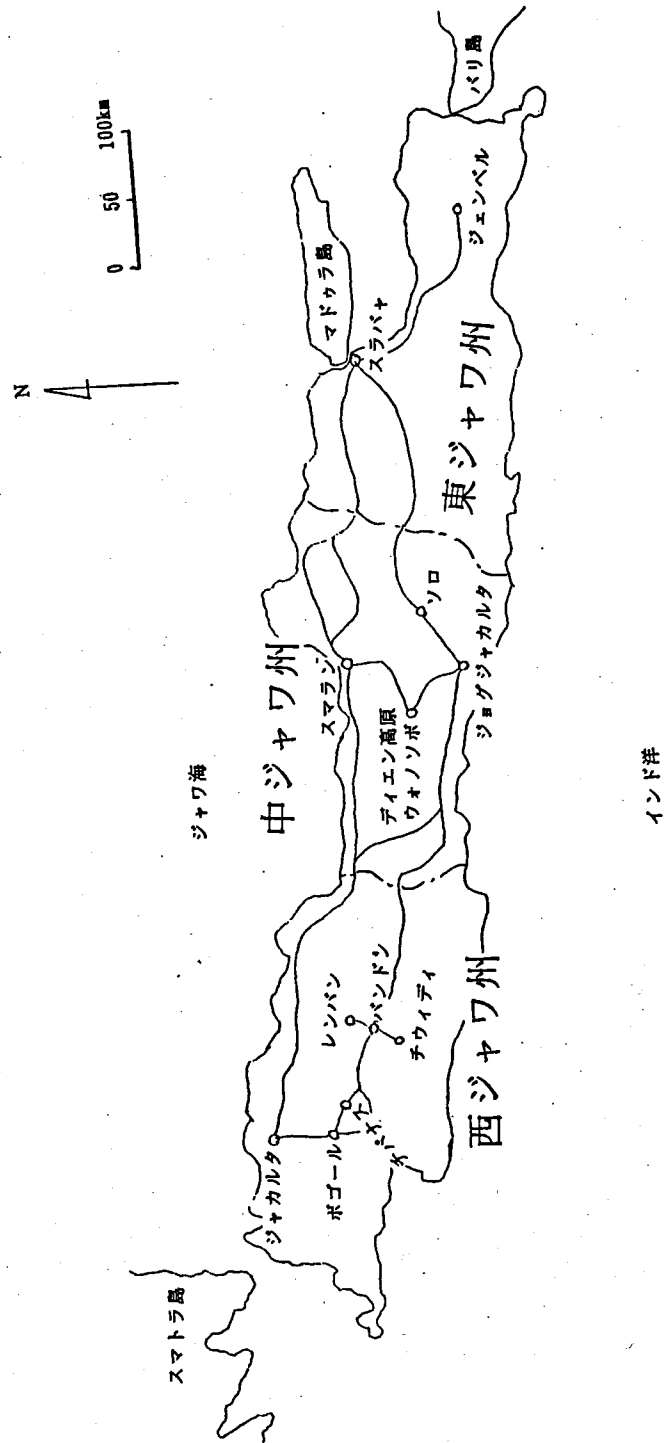 N
0 50 100km
スマトラ島
ジャワ海
マドゥラ島
バリ島
中ジャワ州
ジャカルタ
スマラン
スラバヤ
ボゴール
レンバン
バンドン
チウィディ
ディエン高原
ウォノソボ
ソロ
ジョグジャカルタ
ジェンベル
西ジャワ州
東ジャワ州
インド洋